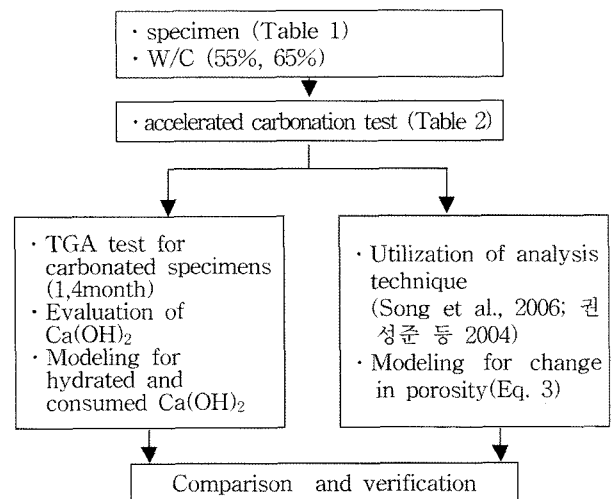 · specimen (Table 1)
· W/C (55%, 65%)
· accelerated carbonation test (Table 2)
· TGA test for
carbonated specimens
(1,4month)
· Evaluation of
Ca(OH)₂
· Modeling for
hydrated and
consumed Ca(OH)₂
· Utilization of analysis
technique
(Song et al., 2006; 권
성준 등 2004)
· Modeling for change
in porosity(Eq. 3)
Comparison and verification